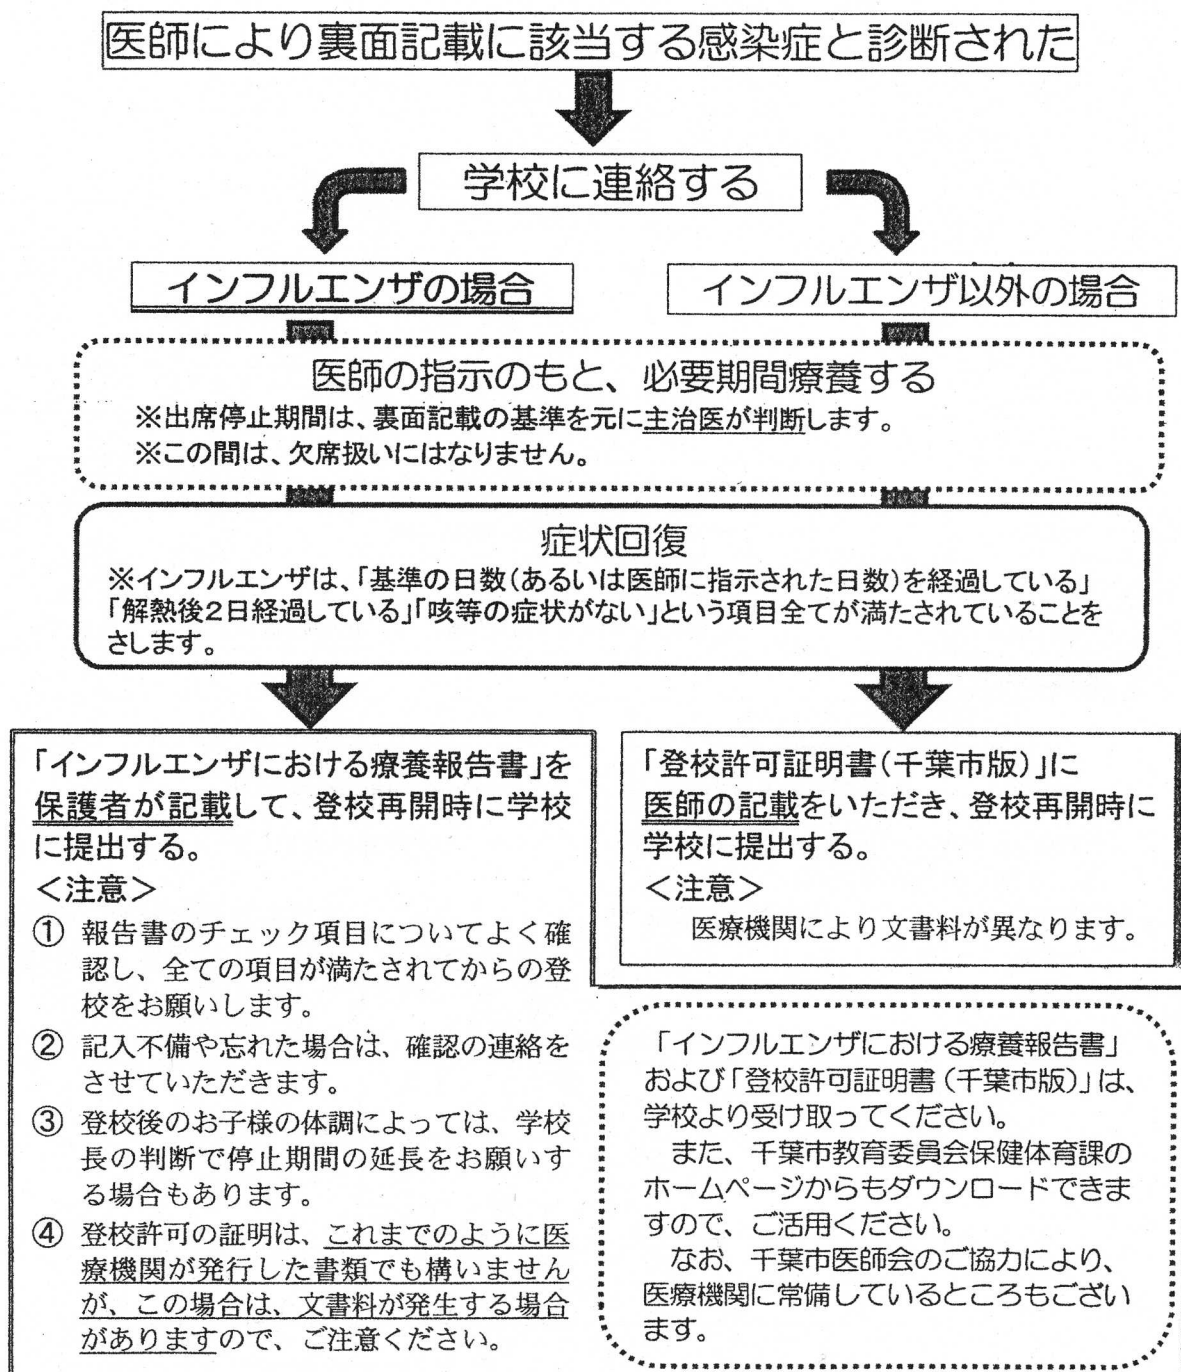 医師により裏面記載に該当する感染症と診断された
学校に連絡する
インフルエンザの場合
インフルエンザ以外の場合
医師の指示のもと、必要期間療養する
※出席停止期間は、裏面記載の基準を元に主治医が判断します。
※この間は、欠席扱いにはなりません。
症状回復
※インフルエンザは、「基準の日数(あるいは医師に指示された日数)を経過している」
「解熱後2日経過している」「咳等の症状がない」という項目全てが満たされていることを
さします。
「インフルエンザにおける療養報告書」を
保護者が記載して、登校再開時に学校
に提出する。
＜注意＞
① 報告書のチェック項目についてよく確
認し、全ての項目が満たされてからの登
校をお願いします。
② 記入不備や忘れた場合は、確認の連絡を
させていただきます。
③ 登校後のお子様の体調によっては、学校
長の判断で停止期間の延長をお願いす
る場合もあります。
④ 登校許可の証明は、これまでのように医
療機関が発行した書類でも構いません
が、この場合は、文書料が発生する場合
がありますので、ご注意ください。
「登校許可証明書(千葉市版)」に
医師の記載をいただき、登校再開時に
学校に提出する。
＜注意＞
医療機関により文書料が異なります。
「インフルエンザにおける療養報告書」
および「登校許可証明書（千葉市版)」は、
学校より受け取ってください。
また、千葉市教育委員会保健体育課の
ホームページからもダウンロードできま
すので、ご活用ください。
なお、千葉市医師会のご協力により、
医療機関に常備しているところもござい
ます。